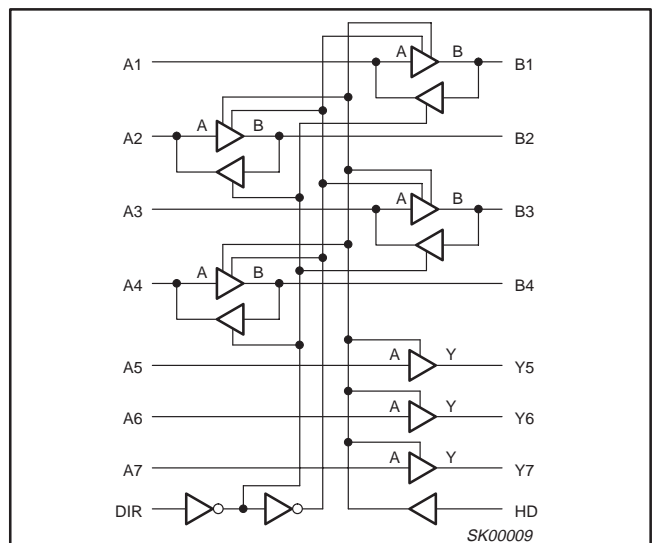 A1 A B B1
A2 A B B2
A3 A B B3
A4 A B B4
A5 A Y Y5
A6 A Y Y6
A7 A Y Y7
DIR HD
SK00009